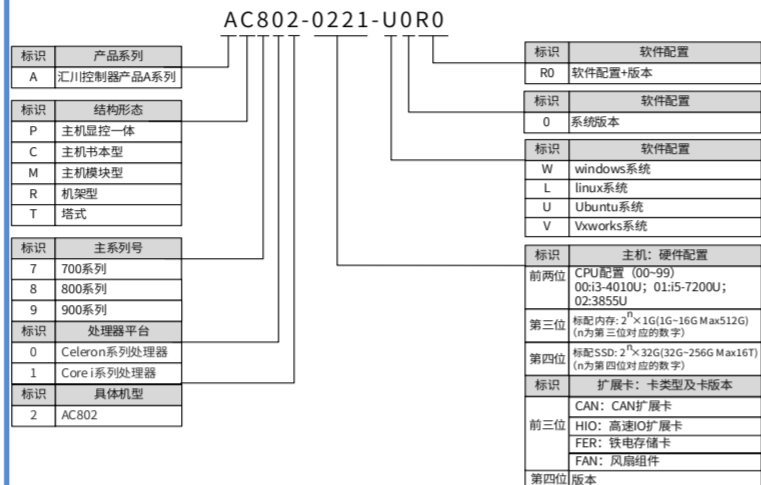 AC802-0221-U0R0
标识 产品系列
A 汇川控制器产品A系列
标识 结构形态
P 主机显控一体
C 主机书本型
M 主机模块型
R 机架型
T 塔式
标识 主系列号
7 700系列
8 800系列
9 900系列
标识 处理器平台
0 Celeron系列处理器
1 Core i系列处理器
标识 具体机型
2 AC802
标识 软件配置
R0 软件配置+版本
标识 软件配置
0 系统版本
标识 软件配置
W windows系统
L linux系统
U Ubuntu系统
V Vxworks系统
标识 主机：硬件配置
前两位 CPU配置（00~99）
00:i3-4010U；01:i5-7200U；
02:3855U
第三位 标配内存: 2^n×1G(1G~16G Max512G)
（n为第三位对应的数字）
第四位 标配SSD: 2^n×32G(32G~256G Max16T)
（n为第四位对应的数字）
标识 扩展卡：卡类型及卡版本
前三位 CAN：CAN扩展卡
HIO：高速IO扩展卡
FER：铁电存储卡
FAN：风扇组件
第四位 版本